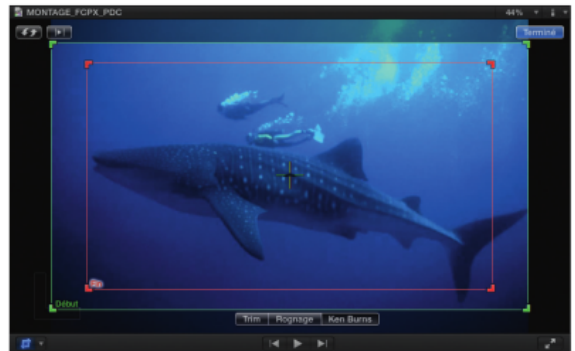 MONTAGE_FCPX_PDC
44%
Terminé
Début
Trim Rognage Ken Burns